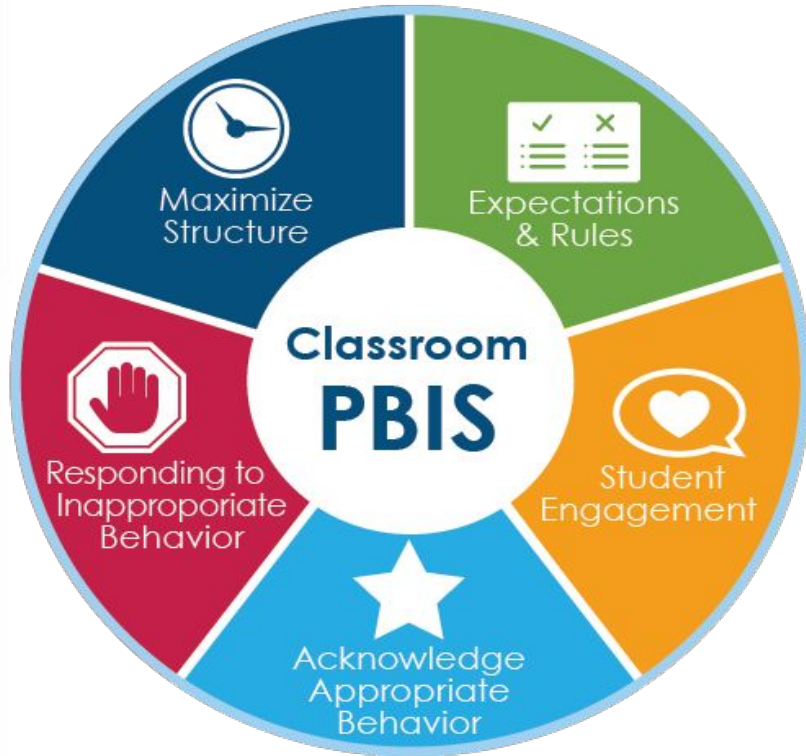 Maximize
Structure
Expectations
& Rules
Classroom
PBIS
Responding to
Inapproporiate
Behavior
Student
Engagement
Acknowledge
Appropriate
Behavior